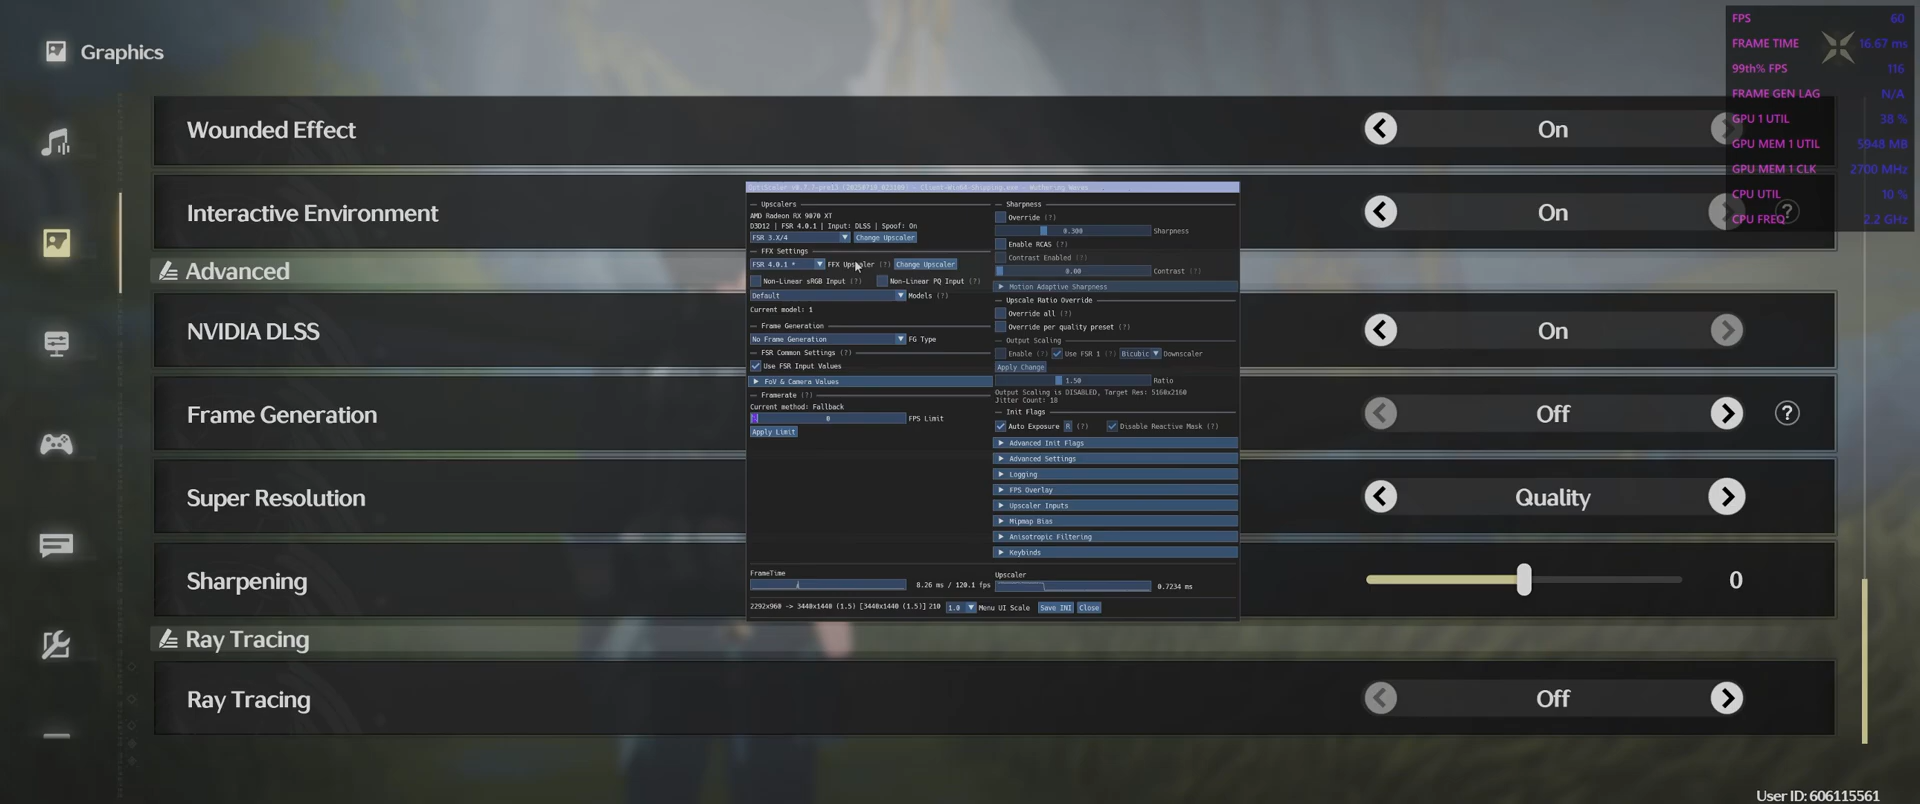 Graphics
FPS 60
FRAME TIME 16.67 ms
99th% FPS 116
FRAME GEN LAG N/A
GPU 1 UTIL 38 %
GPU MEM 1 UTIL 5948 MB
GPU MEM 1 CLK 2700 MHz
CPU UTIL 10 %
CPU FREQ 2.2 GHz
Wounded Effect
On
Interactive Environment
On
?
Advanced
NVIDIA DLSS
On
Frame Generation
Off
?
Super Resolution
Quality
Sharpening
0
Ray Tracing
Ray Tracing
Off
Client-Win64-Shipping.exe - Wuthering Waves
Upscalers
AMD Radeon RX 9070 XT
D3D12 | FSR 4.0.1 | Input: DLSS | Spoof: On
FSR 3.X/4 Change Upscaler
FFX Settings
FSR 4.0.1 * FFX Upscaler (?) Change Upscaler
Non-Linear sRGB Input (?) Non-Linear PQ Input (?)
Default Models (?)
Current model: 1
Frame Generation
No Frame Generation FG Type
FSR Common Settings (?)
Use FSR Input Values
FoV & Camera Values
Framerate (?)
Current method: Fallback
0 FPS Limit
Apply Limit
Sharpness
Override (?)
0.300 Sharpness
Enable RCAS (?)
Contrast Enabled (?)
0.00 Contrast (?)
Motion Adaptive Sharpness
Upscale Ratio Override
Override all (?)
Override per quality preset (?)
Output Scaling
Enable (?) Use FSR 1 (?) Bicubic Downscaler
Apply Change
1.50 Ratio
Output Scaling is DISABLED, Target Res: 5160x2160
Jitter Count: 18
Init Flags
Auto Exposure R (?) Disable Reactive Mask (?)
Advanced Init Flags
Advanced Settings
Logging
FPS Overlay
Upscaler Inputs
Mipmap Bias
Anisotropic Filtering
Keybinds
FrameTime
8.26 ms / 120.1 fps
Upscaler
0.7234 ms
2292x960 -> 3440x1440 (1.5) [3440x1440 (1.5)] 210 1.0 Menu UI Scale Save INI Close
User ID: 606115561